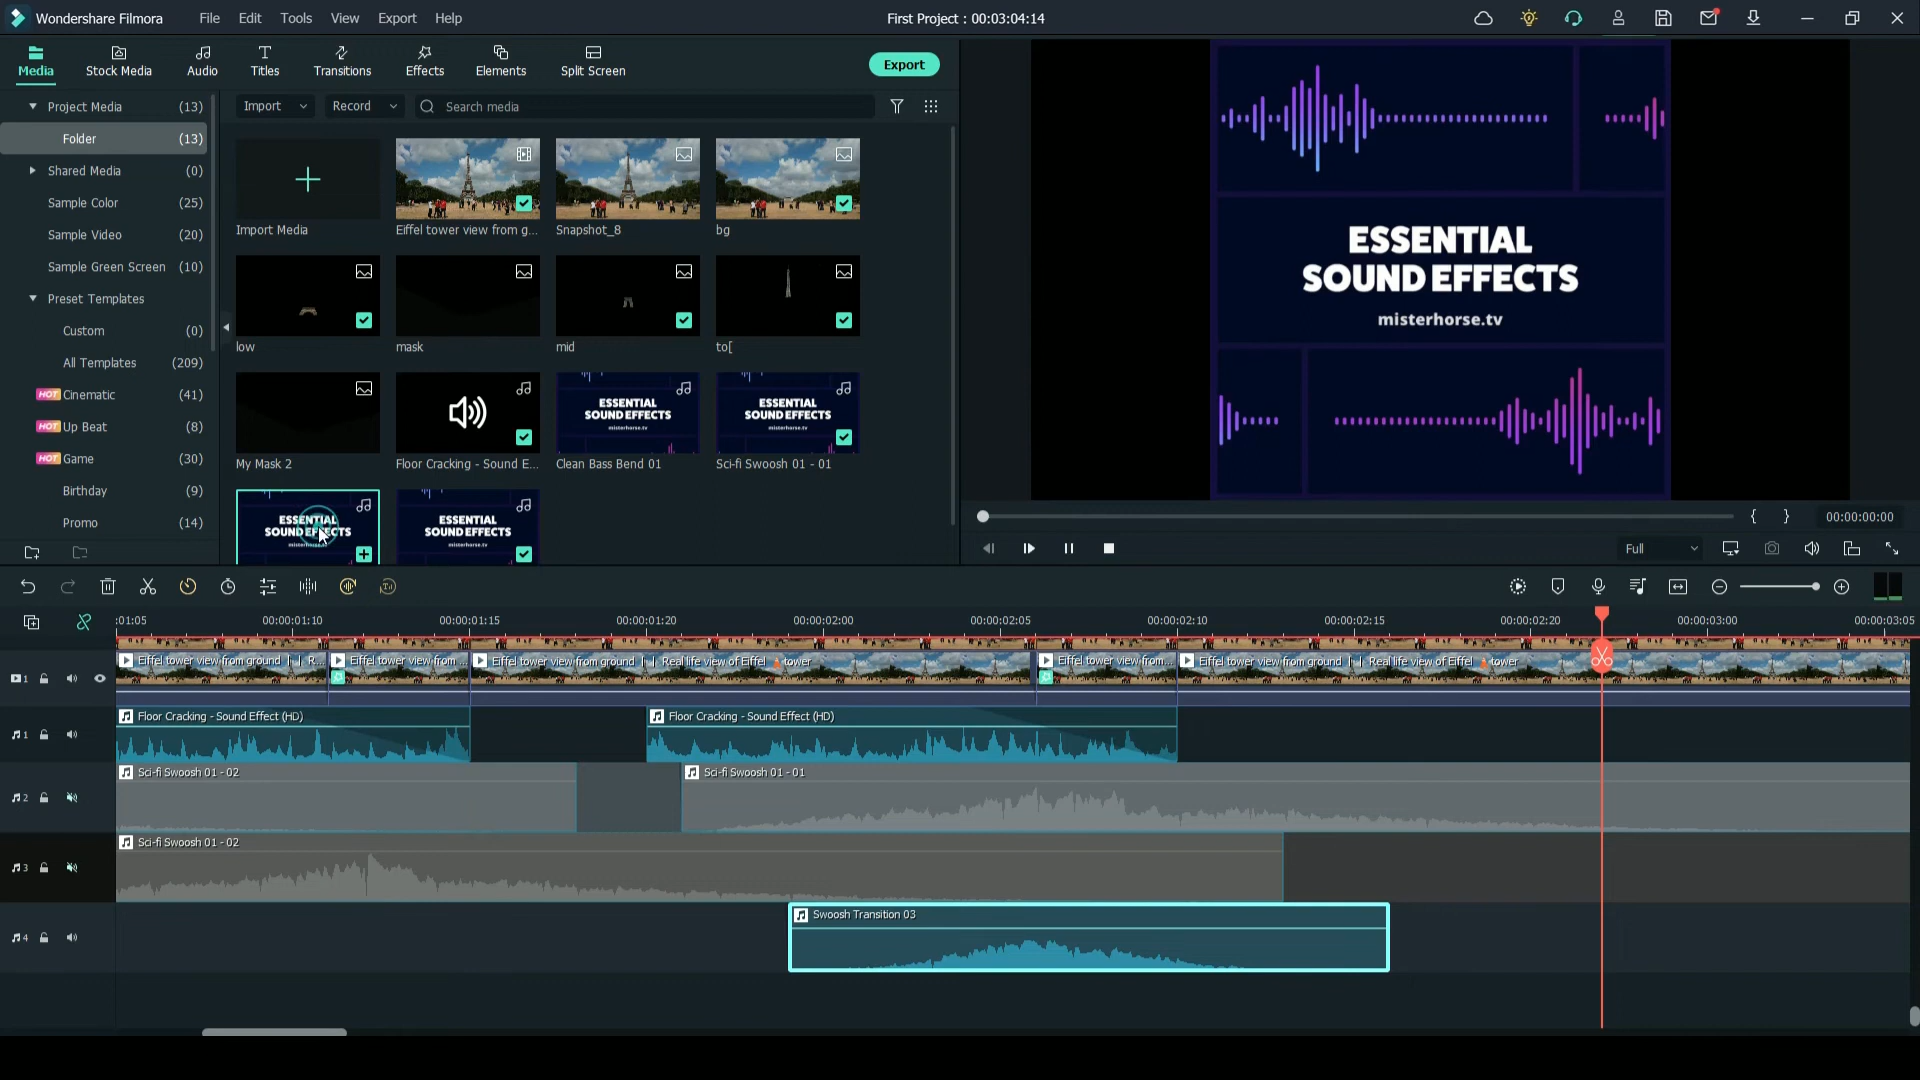 Wondershare Filmora File Edit Tools View Export Help First Project : 00:03:04:14
Media Stock Media Audio Titles Transitions Effects Elements Split Screen Export
Project Media (13)
Folder (13)
Shared Media (0)
Sample Color (25)
Sample Video (20)
Sample Green Screen (10)
Preset Templates
Custom (0)
All Templates (209)
HOT Cinematic (41)
HOT Up Beat (8)
HOT Game (30)
Birthday (9)
Promo (14)
Import Record Search media
Import Media Eiffel tower view from g... Snapshot_8 bg
low mask mid to[
ESSENTIAL
SOUND EFFECTS
misterhorse.tv
ESSENTIAL
SOUND EFFECTS
misterhorse.tv
My Mask 2 Floor Cracking - Sound E... Clean Bass Bend 01 Sci-fi Swoosh 01 - 01
ESSENTIAL
SOUND EFFECTS
misterhorse.tv
ESSENTIAL
SOUND EFFECTS
misterhorse.tv
ESSENTIAL
SOUND EFFECTS
misterhorse.tv
{ } 00:00:00:00
Full
:01:05 00:00:01:10 00:00:01:15 00:00:01:20 00:00:02:00 00:00:02:05 00:00:02:10 00:00:02:15 00:00:02:20 00:00:03:00 00:00:03:05
1 Eiffel tower view from ground | | R... Eiffel tower view from ... Eiffel tower view from ground | | Real life view of Eiffel tower Eiffel tower view from... Eiffel tower view from ground | | Real life view of Eiffel tower
1 Floor Cracking - Sound Effect (HD) Floor Cracking - Sound Effect (HD)
2 Sci-fi Swoosh 01 - 02 Sci-fi Swoosh 01 - 01
3 Sci-fi Swoosh 01 - 02
4 Swoosh Transition 03